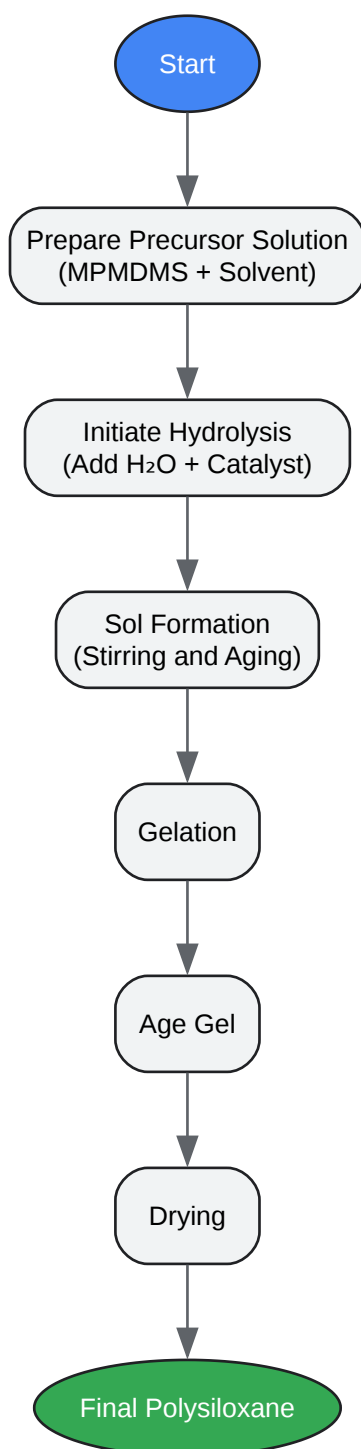 Start
Prepare Precursor Solution
(MPMDMS + Solvent)
Initiate Hydrolysis
(Add H₂O + Catalyst)
Sol Formation
(Stirring and Aging)
Gelation
Age Gel
Drying
Final Polysiloxane